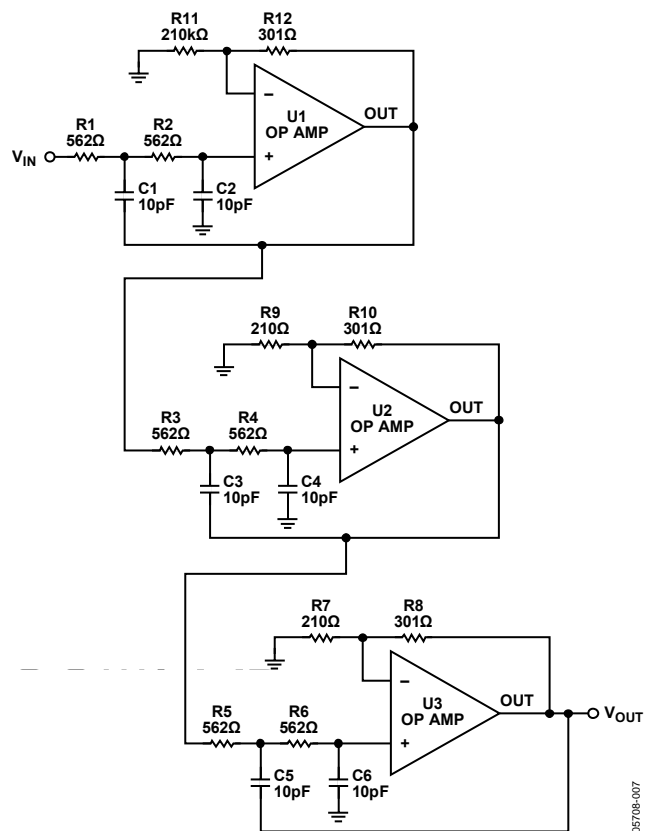 R11
210kΩ
R12
301Ω
R1
562Ω
R2
562Ω
VIN
C1
10pF
C2
10pF
–
+
U1
OP AMP
OUT
R9
210Ω
R10
301Ω
R3
562Ω
R4
562Ω
C3
10pF
C4
10pF
–
+
U2
OP AMP
OUT
R7
210Ω
R8
301Ω
R5
562Ω
R6
562Ω
C5
10pF
C6
10pF
–
+
U3
OP AMP
OUT
VOUT
05708-007